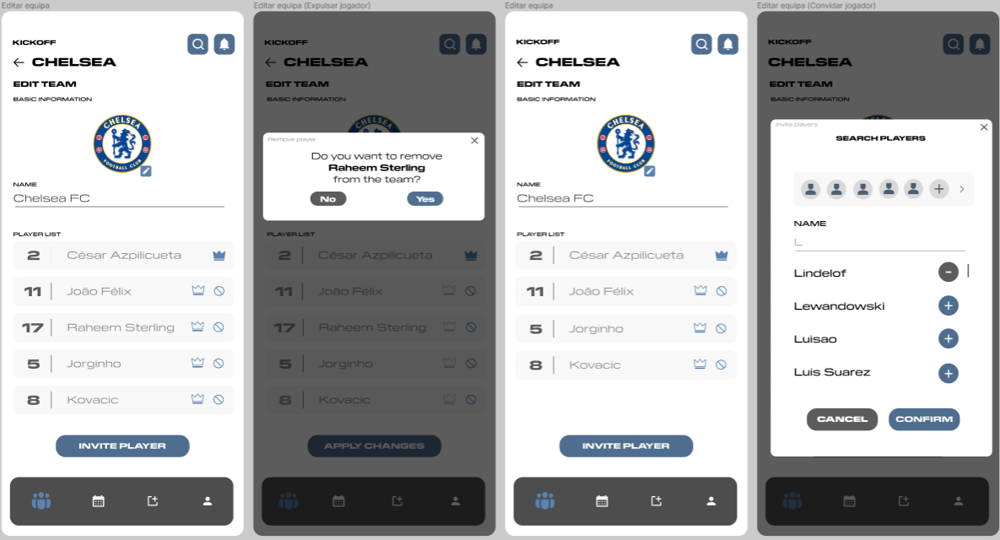 Editar equipa
KICKOFF
CHELSEA
EDIT TEAM
BASIC INFORMATION
CHELSEA
FOOTBALL CLUB
NAME
Chelsea FC
PLAYER LIST
2 César Azpilicueta
11 João Félix
17 Raheem Sterling
5 Jorginho
8 Kovacic
INVITE PLAYER
Editar equipa (Expulsar jogador)
KICKOFF
CHELSEA
EDIT TEAM
BASIC INFORMATION
CHELSEA
Remove player
Do you want to remove
Raheem Sterling
from the team?
No Yes
PLAYER LIST
2 César Azpilicueta
11 João Félix
17 Raheem Sterling
5 Jorginho
8 Kovacic
APPLY CHANGES
Editar equipa
KICKOFF
CHELSEA
EDIT TEAM
BASIC INFORMATION
CHELSEA
FOOTBALL CLUB
NAME
Chelsea FC
PLAYER LIST
2 César Azpilicueta
11 João Félix
5 Jorginho
8 Kovacic
INVITE PLAYER
Editar equipa (Convidar jogador)
KICKOFF
CHELSEA
EDIT TEAM
BASIC INFORMATION
Invite players
SEARCH PLAYERS
NAME
L
Lindelof
Lewandowski
Luisao
Luis Suarez
CANCEL CONFIRM